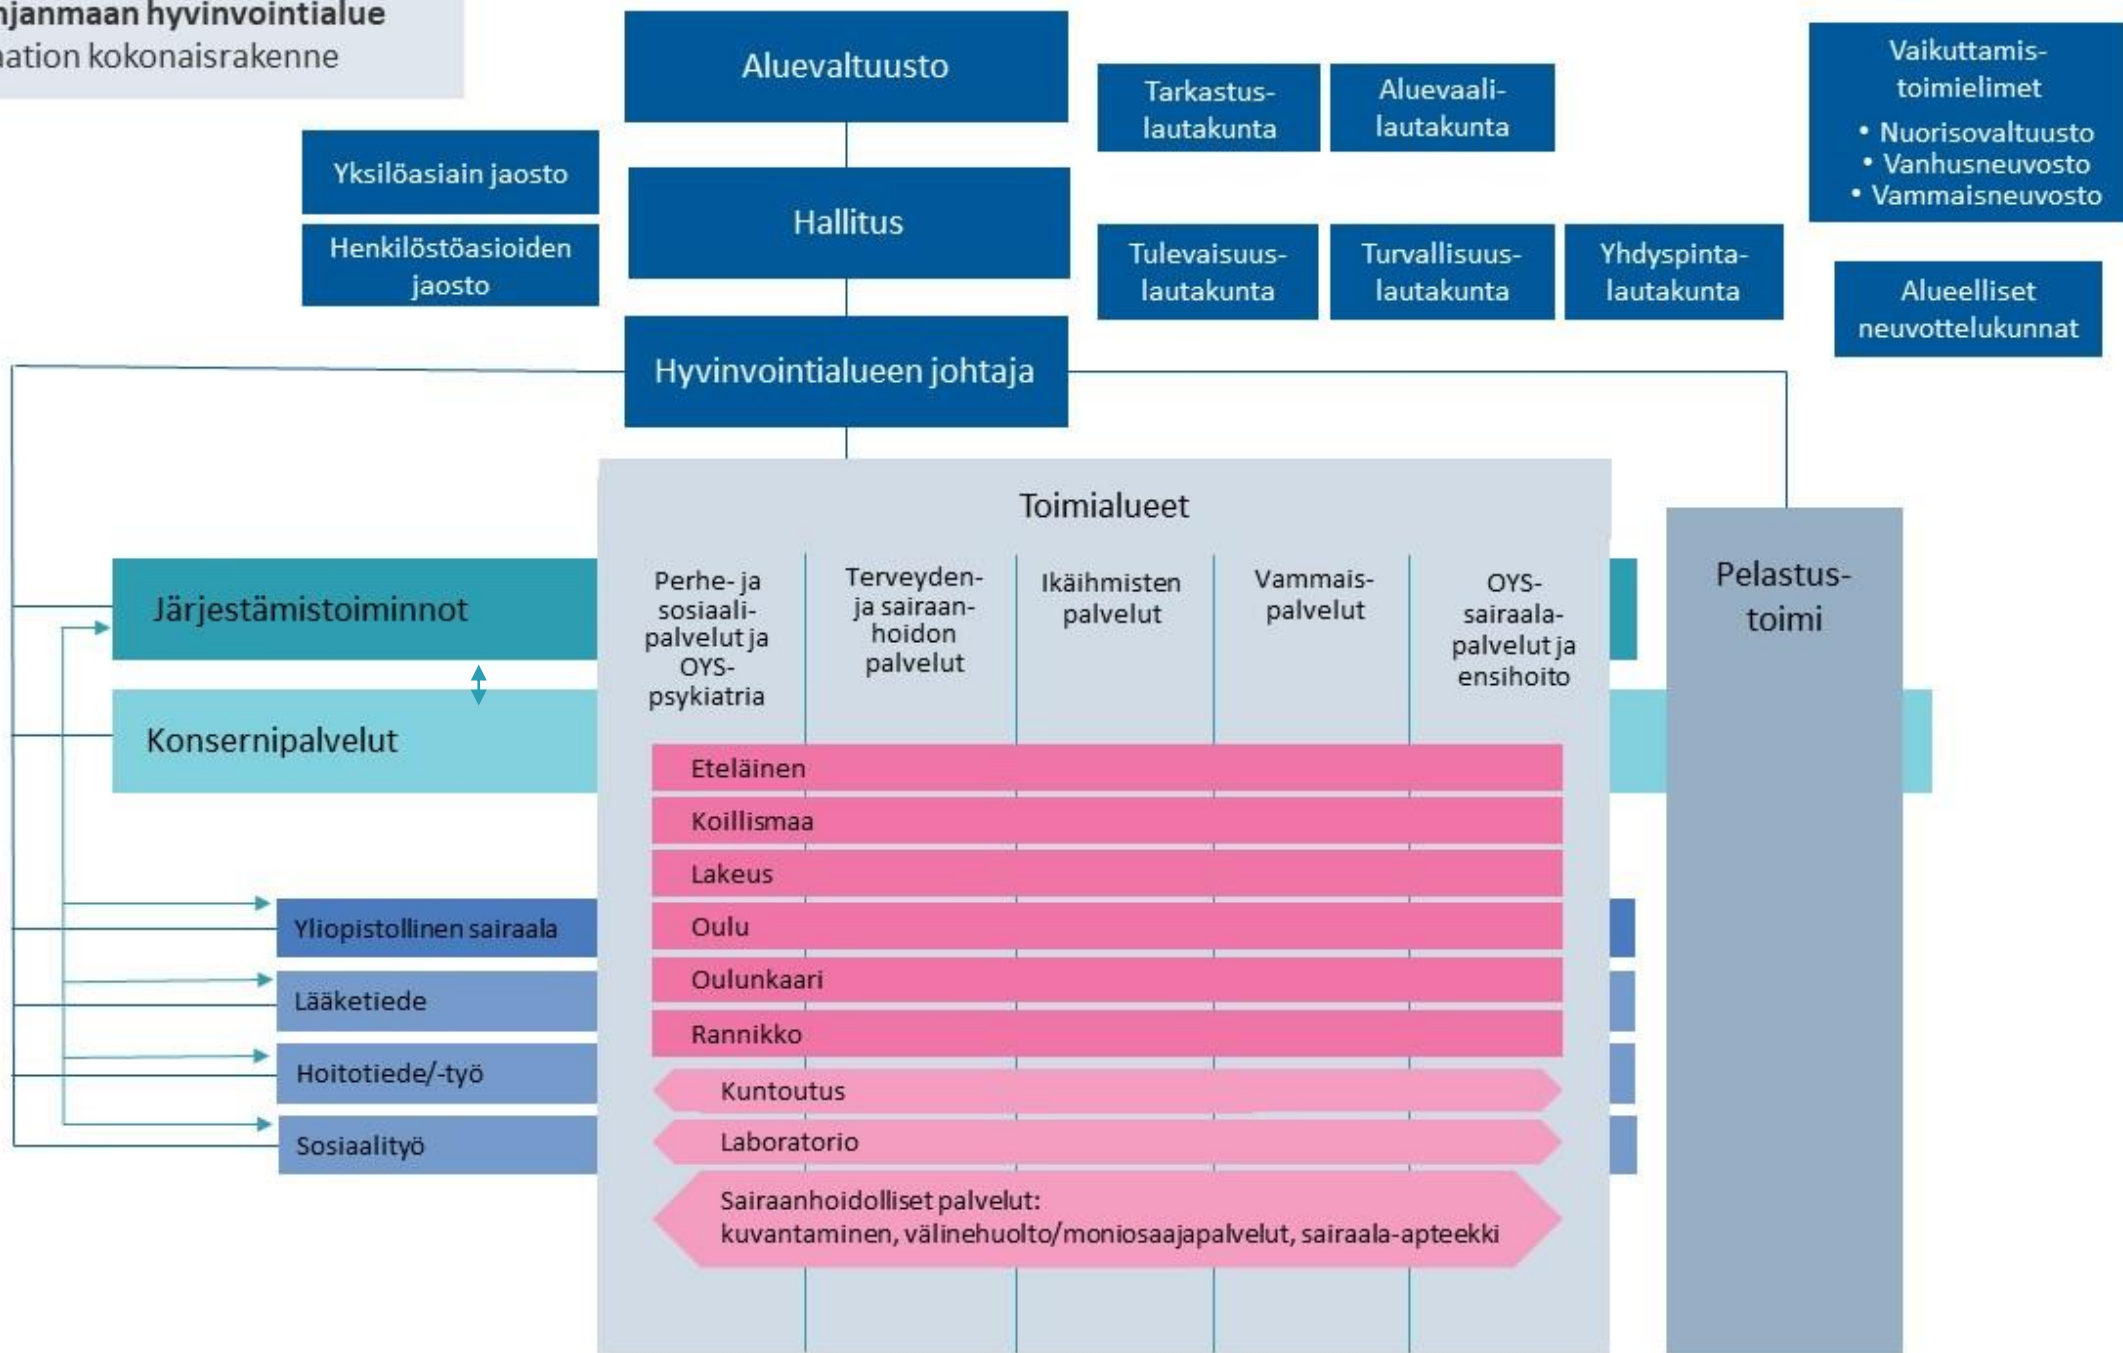 njanmaan hyvinvointialue
aation kokonaisrakenne
Aluevaltuusto
Tarkastus-
lautakunta
Aluevaali-
lautakunta
Vaikuttamis-
toimielimet
• Nuorisovaltuusto
• Vanhusneuvosto
• Vammaisneuvosto
Yksilöasiain jaosto
Henkilöstöasioiden
jaosto
Hallitus
Tulevaisuus-
lautakunta
Turvallisuus-
lautakunta
Yhdyspinta-
lautakunta
Alueelliset
neuvottelukunnat
Hyvinvointialueen johtaja
Toimialueet
Järjestämistoiminnot
Konsernipalvelut
Perhe- ja
sosiaali-
palvelut ja
OYS-
psykiatria
Terveyden-
ja sairaan-
hoidon
palvelut
Ikäihmisten
palvelut
Vammais-
palvelut
OYS-
sairaala-
palvelut ja
ensihoito
Pelastus-
toimi
Eteläinen
Koillismaa
Lakeus
Oulu
Oulunkaari
Rannikko
Kuntoutus
Laboratorio
Sairaanhoidolliset palvelut:
kuvantaminen, välinehuolto/moniosaajapalvelut, sairaala-apteekki
Yliopistollinen sairaala
Lääketiede
Hoitotiede/-työ
Sosiaalityö